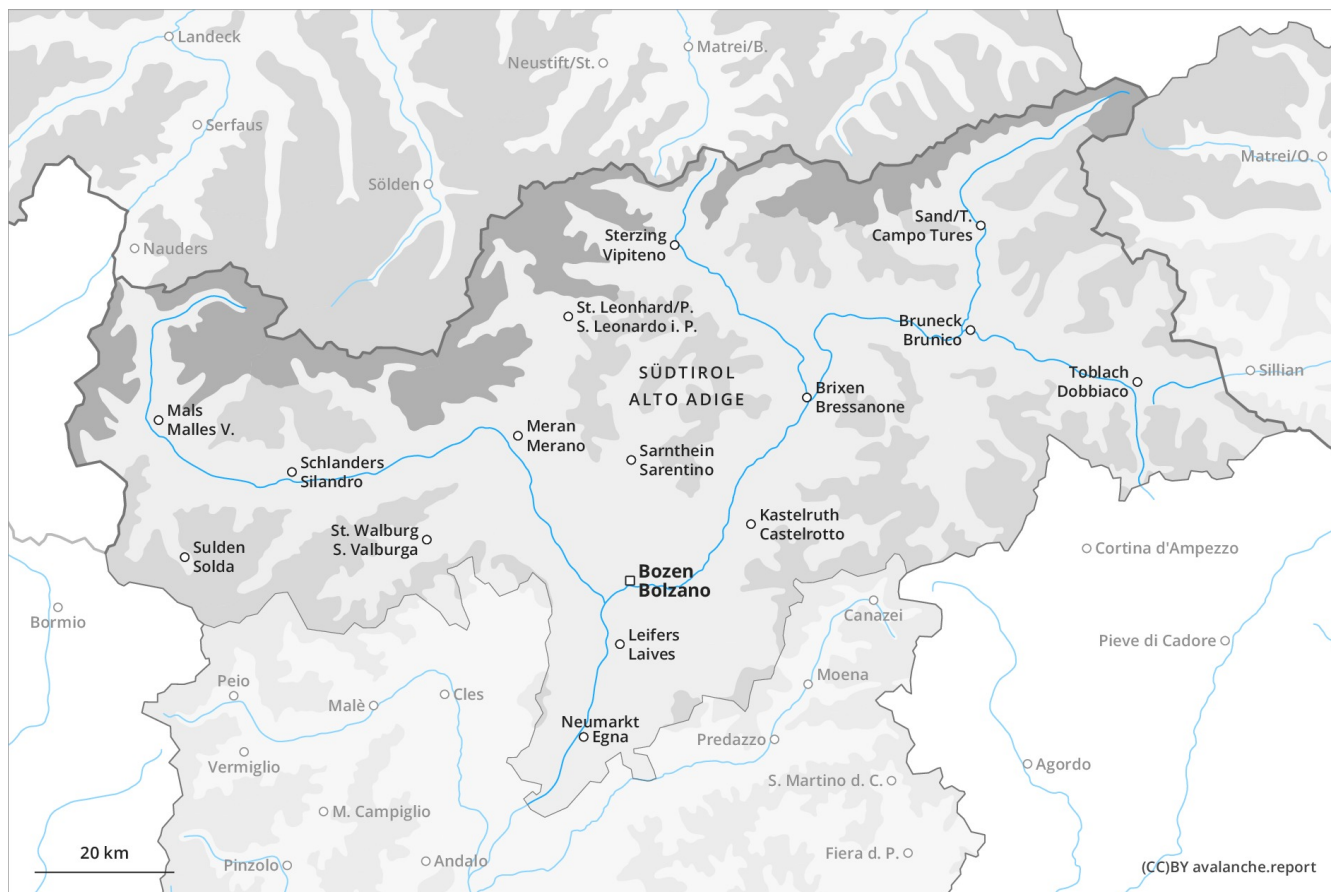 Landeck
Matrei/B.
Neustift/St.
Serfaus
Matrei/O.
Sölden
Sand/T.
Campo Tures
Nauders
Sterzing
Vipiteno
St. Leonhard/P.
S. Leonardo i. P.
Bruneck
Brunico
SÜDTIROL
ALTO ADIGE
Toblach
Dobbiaco
Sillian
Brixen
Bressanone
Mals
Malles V.
Meran
Merano
Sarnthein
Sarentino
Schlanders
Silandro
Kastelruth
Castelrotto
St. Walburg
S. Valburga
Sulden
Solda
Cortina d'Ampezzo
Bozen
Bolzano
Bormio
Canazei
Leifers
Laives
Pieve di Cadore
Peio
Moena
Malè
Cles
Neumarkt
Egna
Predazzo
Vermiglio
Agordo
S. Martino d. C.
M. Campiglio
20 km
Pinzolo
Andalo
Fiera d. P.
(CC)BY avalanche.report